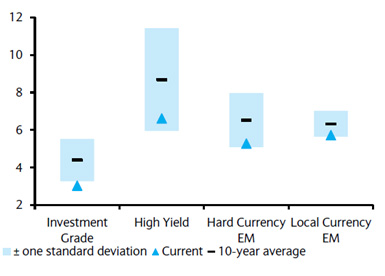 12
10
8
6
4
2
Investment High Yield Hard Currency Local Currency
Grade EM EM
± one standard deviation Current 10-year average